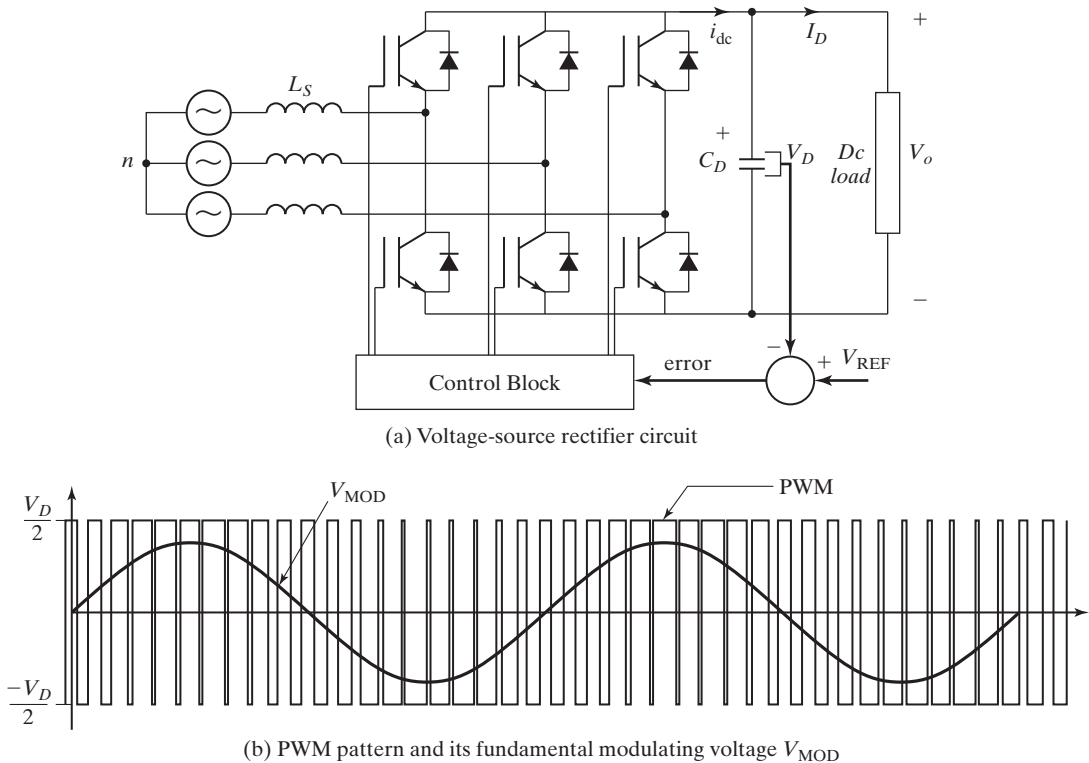 i_dc
I_D
+
L_S
n
+
C_D
V_D
Dc
load
V_o
−
−
+
V_REF
error
Control Block
(a) Voltage-source rectifier circuit
V_MOD
PWM
V_D
2
−V_D
2
(b) PWM pattern and its fundamental modulating voltage V_MOD